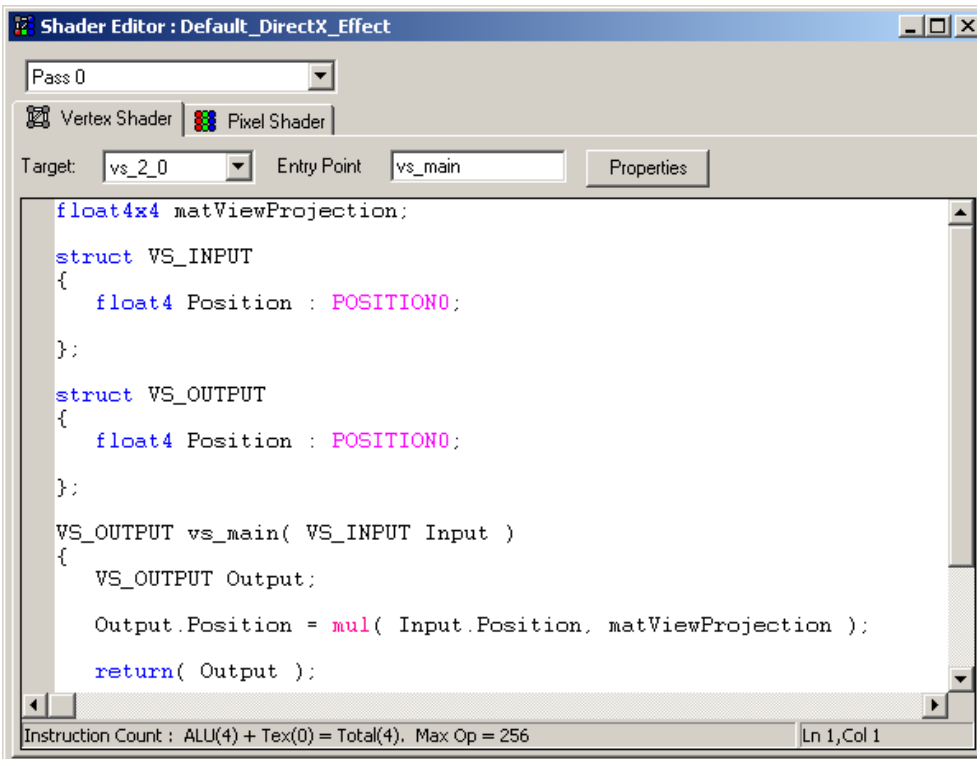 Shader Editor : Default_DirectX_Effect
Pass 0
Vertex Shader Pixel Shader
Target: vs_2_0 Entry Point vs_main Properties
float4x4 matViewProjection;
struct VS_INPUT
{
float4 Position : POSITION0;
};
struct VS_OUTPUT
{
float4 Position : POSITION0;
};
VS_OUTPUT vs_main( VS_INPUT Input )
{
VS_OUTPUT Output;
Output.Position = mul( Input.Position, matViewProjection );
return( Output );
Instruction Count : ALU(4) + Tex(0) = Total(4). Max Op = 256 Ln 1,Col 1